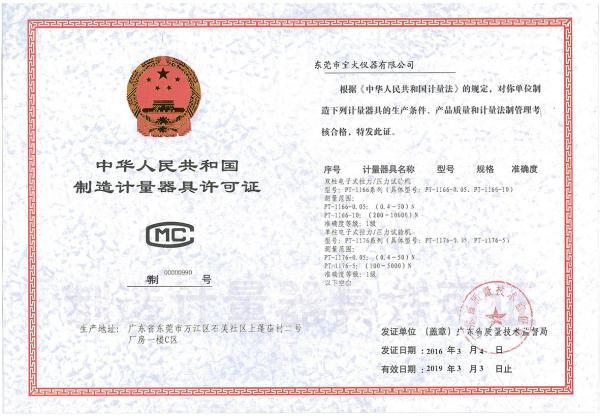 中华人民共和国
制造计量器具许可证
CMC
制 00000990 号
生产地址: 广东省东莞市万江区石美社区上蓬庙村二号
厂房一楼C区
东莞市宝大仪器有限公司
根据《中华人民共和国计量法》的规定，对你单位制
造下列计量器具的生产条件、产品质量和计量法制管理考
核合格，特发此证。
序号 计量器具名称 型号 规格 准确度
双柱电子式拉力/压力试验机
型号: PT-1166系列 (具体型号: PT-1166-0.05、PT-1166-10)
测量范围:
PT-1166-0.05: (0.4-50)N
PT-1166-10: (200-10000)N
准确度等级: 1级
单柱电子式拉力/压力试验机
型号: PT-1176系列 (具体型号: PT-1176-0.05、PT-1176-5)
测量范围:
PT-1176-0.05: (0.4-50)N
PT-1176-5: (100-5000)N
准确度等级: 1级
以下空白
发证单位 (盖章) 广东省质量技术监督局
发证日期 2016 年 3 月 4 日
有效日期 2019 年 3 月 3 日止